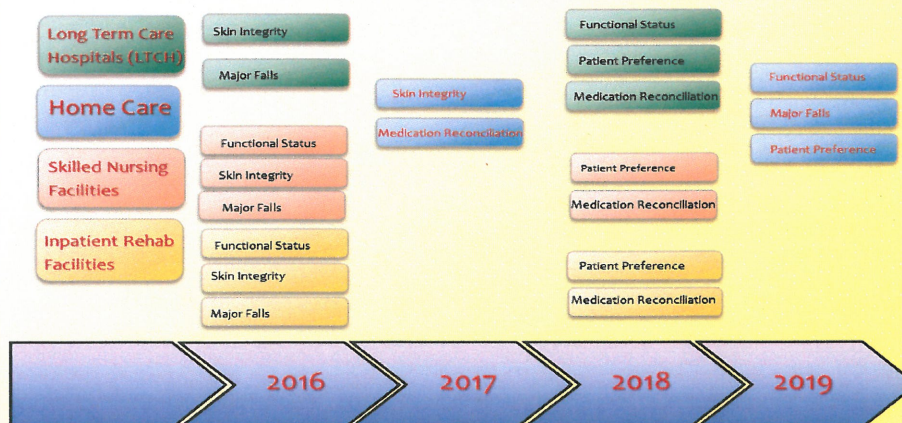 Long Term Care
Hospitals (LTCH)
Home Care
Skilled Nursing
Facilities
Inpatient Rehab
Facilities
Skin Integrity
Major Falls
Functional Status
Skin Integrity
Major Falls
Functional Status
Skin Integrity
Major Falls
Skin Integrity
Medication Reconciliation
Functional Status
Patient Preference
Medication Reconciliation
Patient Preference
Medication Reconciliation
Patient Preference
Medication Reconciliation
Functional Status
Major Falls
Patient Preference
2016
2017
2018
2019